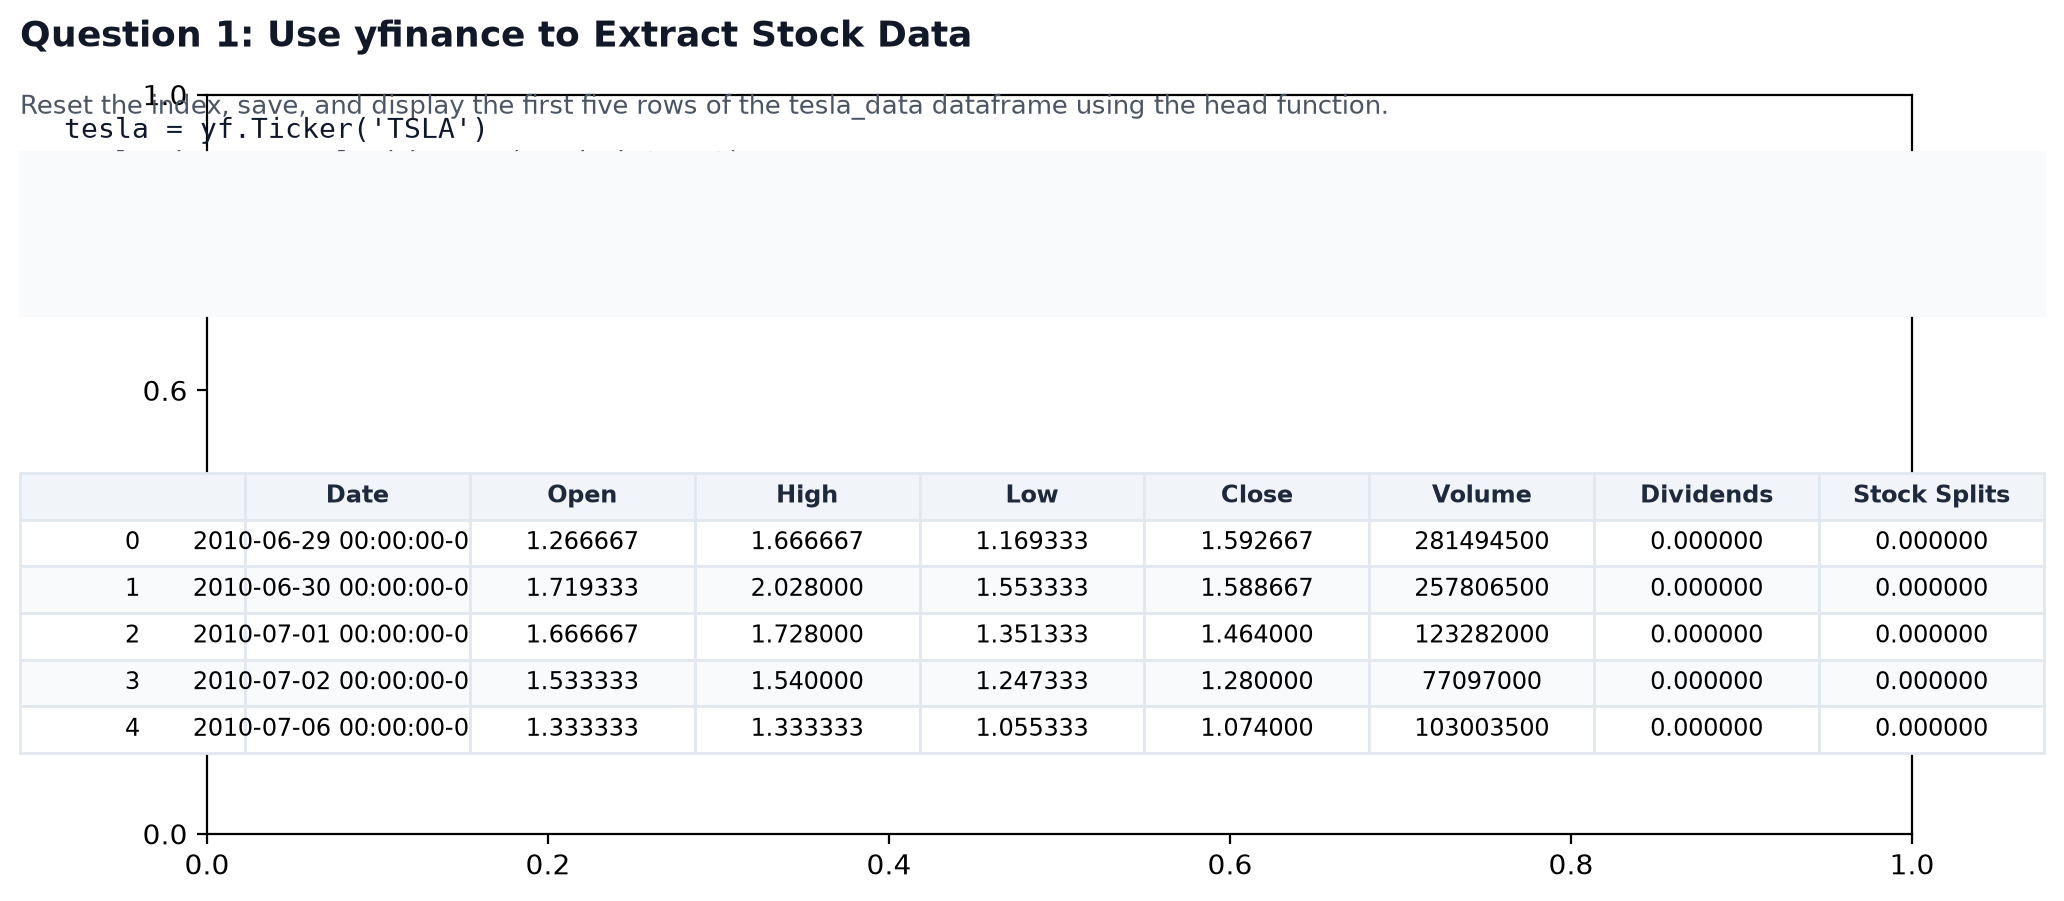 Question 1: Use yfinance to Extract Stock Data
1.0
Reset the index, save, and display the first five rows of the tesla_data dataframe using the head function.
tesla = yf.Ticker('TSLA')
0.6
Date Open High Low Close Volume Dividends Stock Splits
0 2010-06-29 00:00:00-0 1.266667 1.666667 1.169333 1.592667 281494500 0.000000 0.000000
1 2010-06-30 00:00:00-0 1.719333 2.028000 1.553333 1.588667 257806500 0.000000 0.000000
2 2010-07-01 00:00:00-0 1.666667 1.728000 1.351333 1.464000 123282000 0.000000 0.000000
3 2010-07-02 00:00:00-0 1.533333 1.540000 1.247333 1.280000 77097000 0.000000 0.000000
4 2010-07-06 00:00:00-0 1.333333 1.333333 1.055333 1.074000 103003500 0.000000 0.000000
0.0
0.0 0.2 0.4 0.6 0.8 1.0